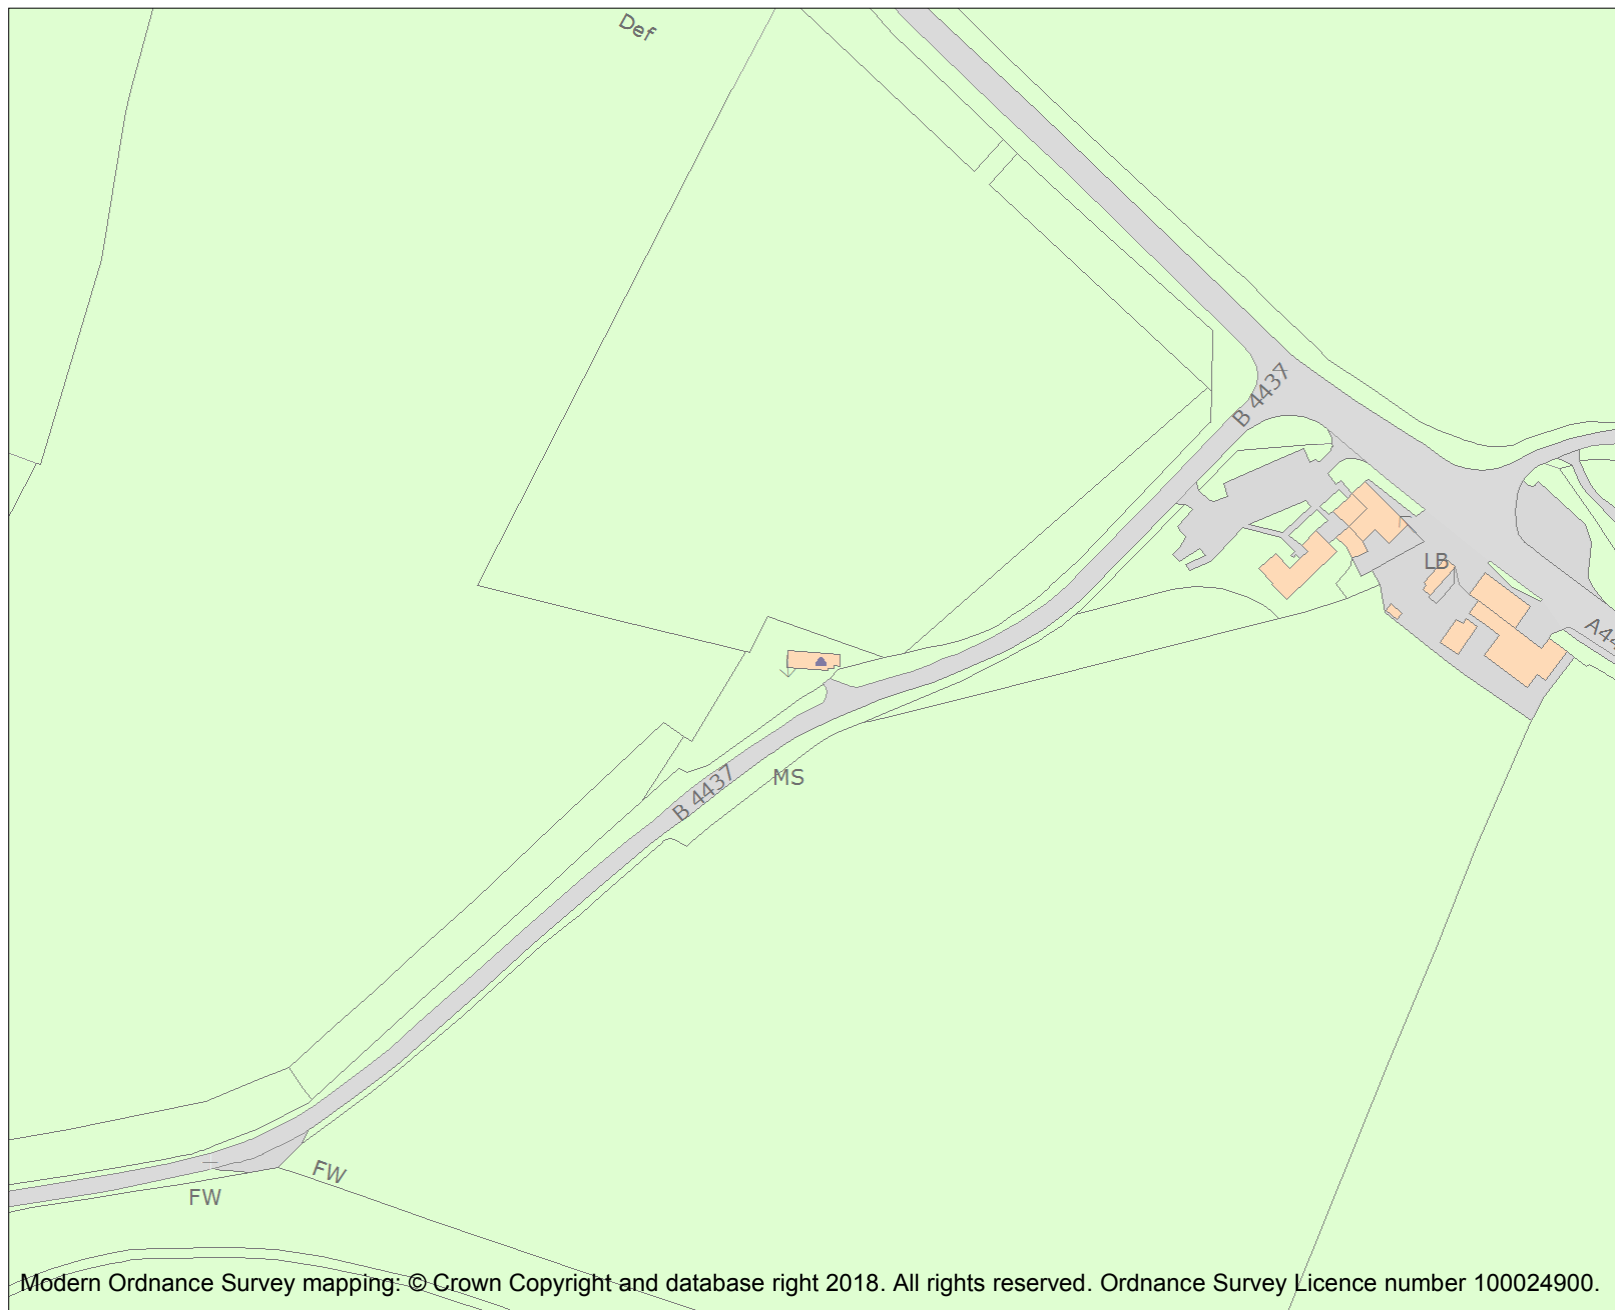 Def
B 4437
LB
A44
B 4437
MS
FW
FW
Modern Ordnance Survey mapping: © Crown Copyright and database right 2018. All rights reserved. Ordnance Survey Licence number 100024900.